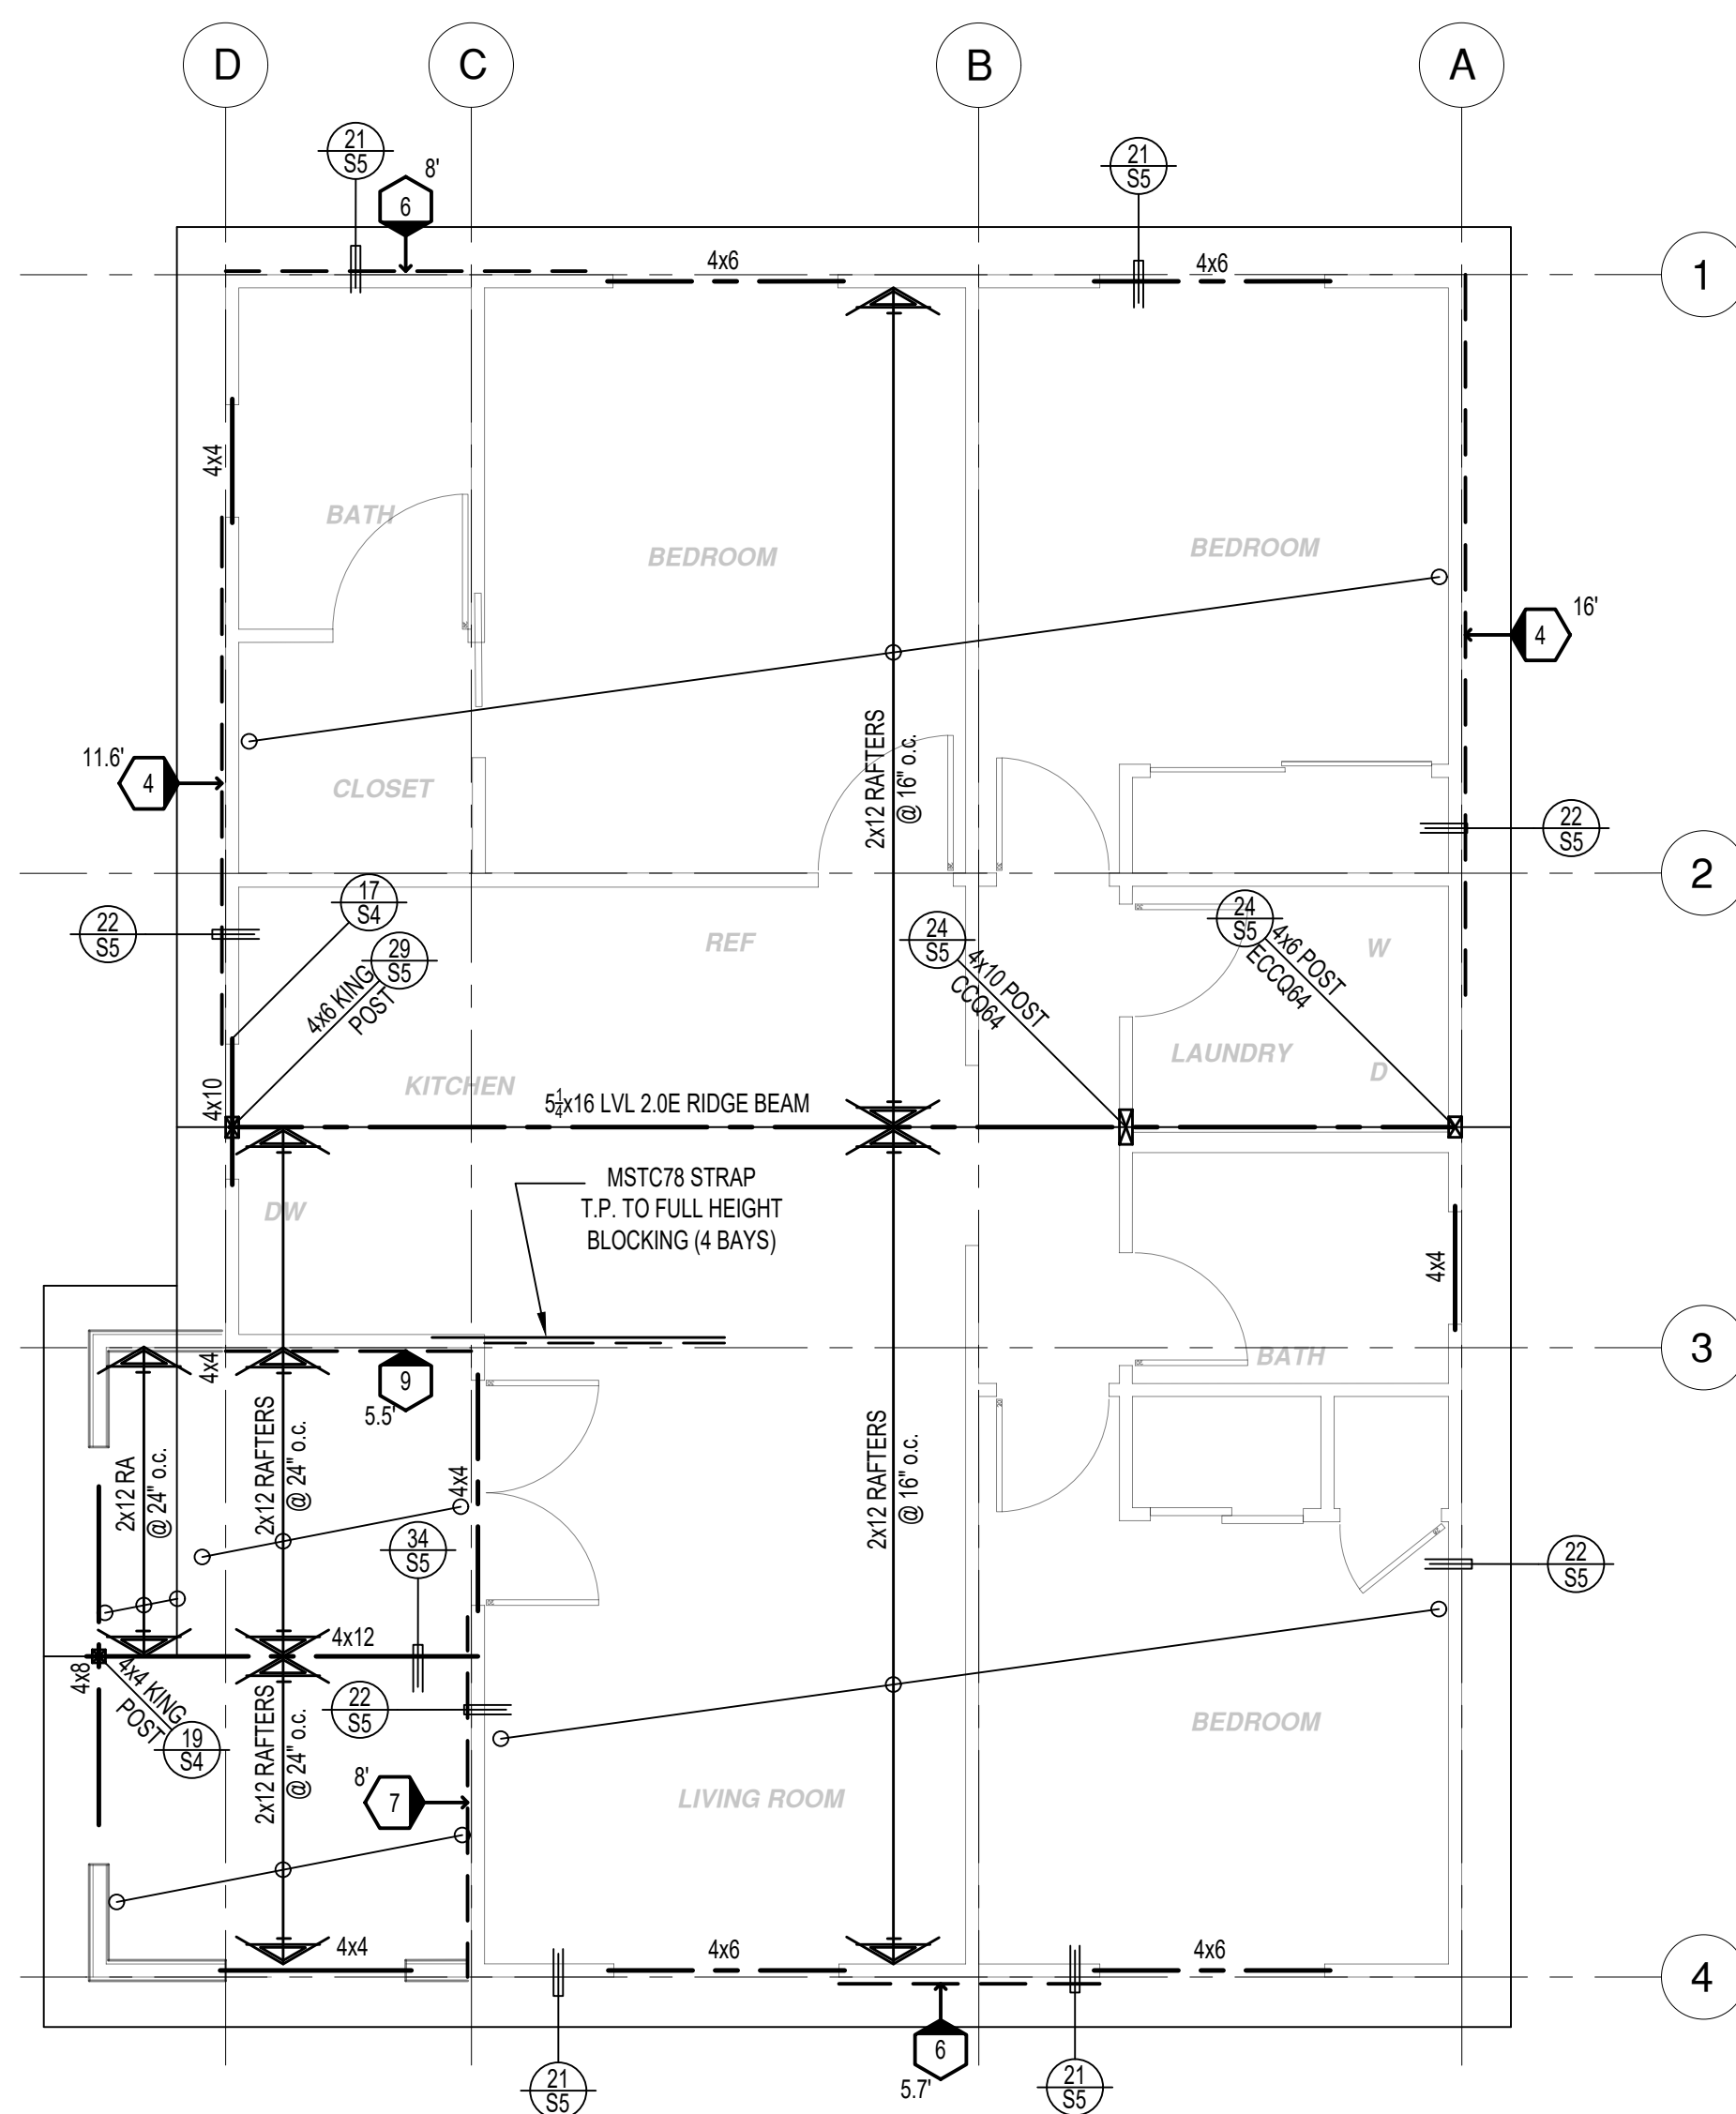 D
C
B
A
21
S5
8'
6
21
S5
4x6
4x6
1
4x4
BATH
BEDROOM
BEDROOM
16'
4
11.6'
4
CLOSET
2x12 RAFTERS
@ 16" o.c.
22
S5
2
17
S4
22
S5
29
S5
4x6 KING
POST
REF
24
S5
4x10 POST
CCQ64
24
S5
4x6 POST
ECCQ64
W
LAUNDRY
D
KITCHEN
4x10
5 1/4x16 LVL 2.0E RIDGE BEAM
MSTC78 STRAP
T.P. TO FULL HEIGHT
BLOCKING (4 BAYS)
DW
4x4
3
4x4
9
5.5'
BATH
2x12 RA
@ 24" o.c.
2x12 RAFTERS
@ 24" o.c.
4x4
2x12 RAFTERS
@ 16" o.c.
34
S5
22
S5
4x12
4x8
4x4 KING
POST
19
S4
22
S5
2x12 RAFTERS
@ 24" o.c.
8'
7
LIVING ROOM
BEDROOM
4x4
4x6
4x6
4
21
S5
6
5.7'
21
S5